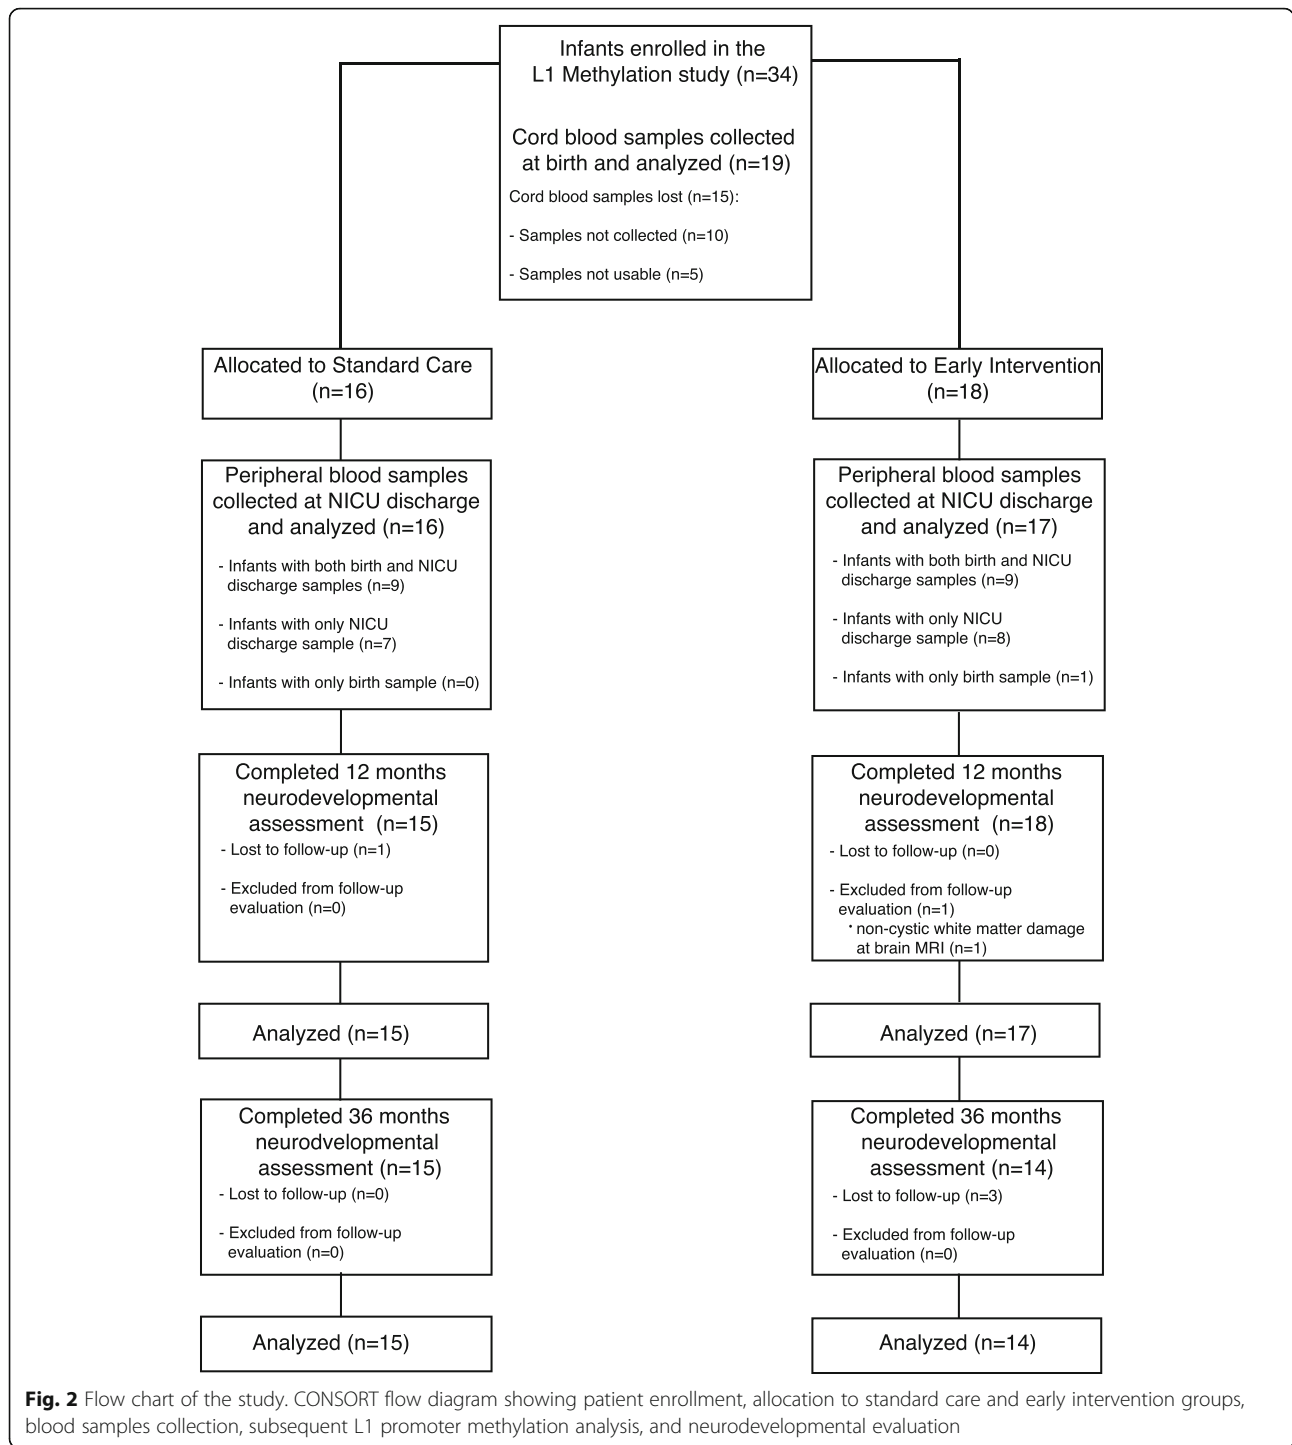 Infants enrolled in the
L1 Methylation study (n=34)
Cord blood samples collected
at birth and analyzed (n=19)
Cord blood samples lost (n=15):
- Samples not collected (n=10)
- Samples not usable (n=5)
Allocated to Standard Care
(n=16)
Peripheral blood samples
collected at NICU discharge
and analyzed (n=16)
- Infants with both birth and NICU
discharge samples (n=9)
- Infants with only NICU
discharge sample (n=7)
- Infants with only birth sample (n=0)
Completed 12 months
neurodevelopmental
assessment (n=15)
- Lost to follow-up (n=1)
- Excluded from follow-up
evaluation (n=0)
Analyzed (n=15)
Completed 36 months
neurodvelopmental
assessment (n=15)
- Lost to follow-up (n=0)
- Excluded from follow-up
evaluation (n=0)
Analyzed (n=15)
Allocated to Early Intervention
(n=18)
Peripheral blood samples
collected at NICU discharge
and analyzed (n=17)
- Infants with both birth and NICU
discharge samples (n=9)
- Infants with only NICU
discharge sample (n=8)
- Infants with only birth sample (n=1)
Completed 12 months
neurodevelopmental
assessment (n=18)
- Lost to follow-up (n=0)
- Excluded from follow-up
evaluation (n=1)
• non-cystic white matter damage
at brain MRI (n=1)
Analyzed (n=17)
Completed 36 months
neurodevelopmental
assessment (n=14)
- Lost to follow-up (n=3)
- Excluded from follow-up
evaluation (n=0)
Analyzed (n=14)
Fig. 2 Flow chart of the study. CONSORT flow diagram showing patient enrollment, allocation to standard care and early intervention groups,
blood samples collection, subsequent L1 promoter methylation analysis, and neurodevelopmental evaluation